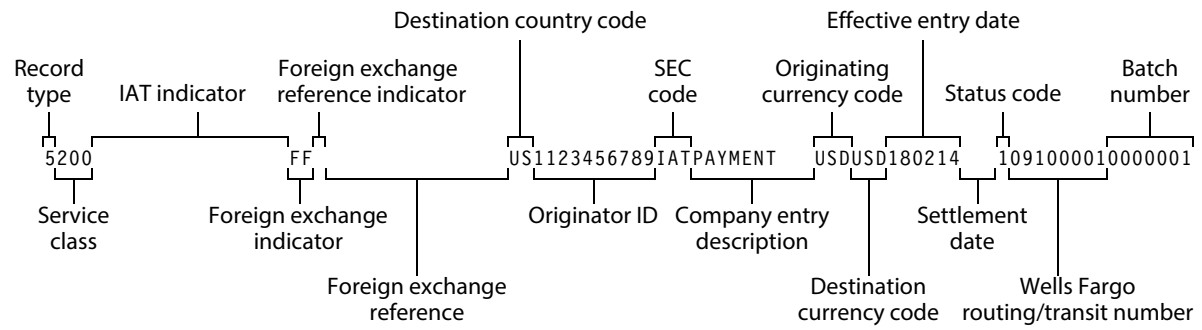 Destination country code
Effective entry date
Record type
IAT indicator
Foreign exchange reference indicator
SEC code
Originating currency code
Status code
Batch number
5200 FF US1123456789IATPAYMENT USDUSD180214 1091000010000001
Service class
Foreign exchange indicator
Originator ID
Company entry description
Settlement date
Foreign exchange reference
Destination currency code
Wells Fargo routing/transit number